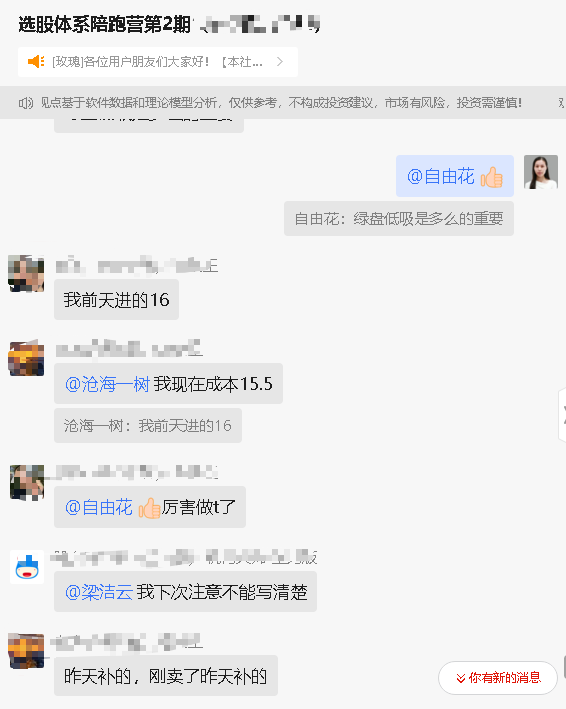 选股体系陪跑营第2期
[玫瑰]各位用户朋友们大家好！【本社...
观点基于软件数据和理论模型分析，仅供参考，不构成投资建议，市场有风险，投资需谨慎！
@自由花 👍
自由花：绿盘低吸是多么的重要
我前天进的16
@沧海一树 我现在成本15.5
沧海一树：我前天进的16
@自由花 👍厉害做t了
@梁洁云 我下次注意不能写清楚
昨天补的，刚卖了昨天补的
你有新的消息